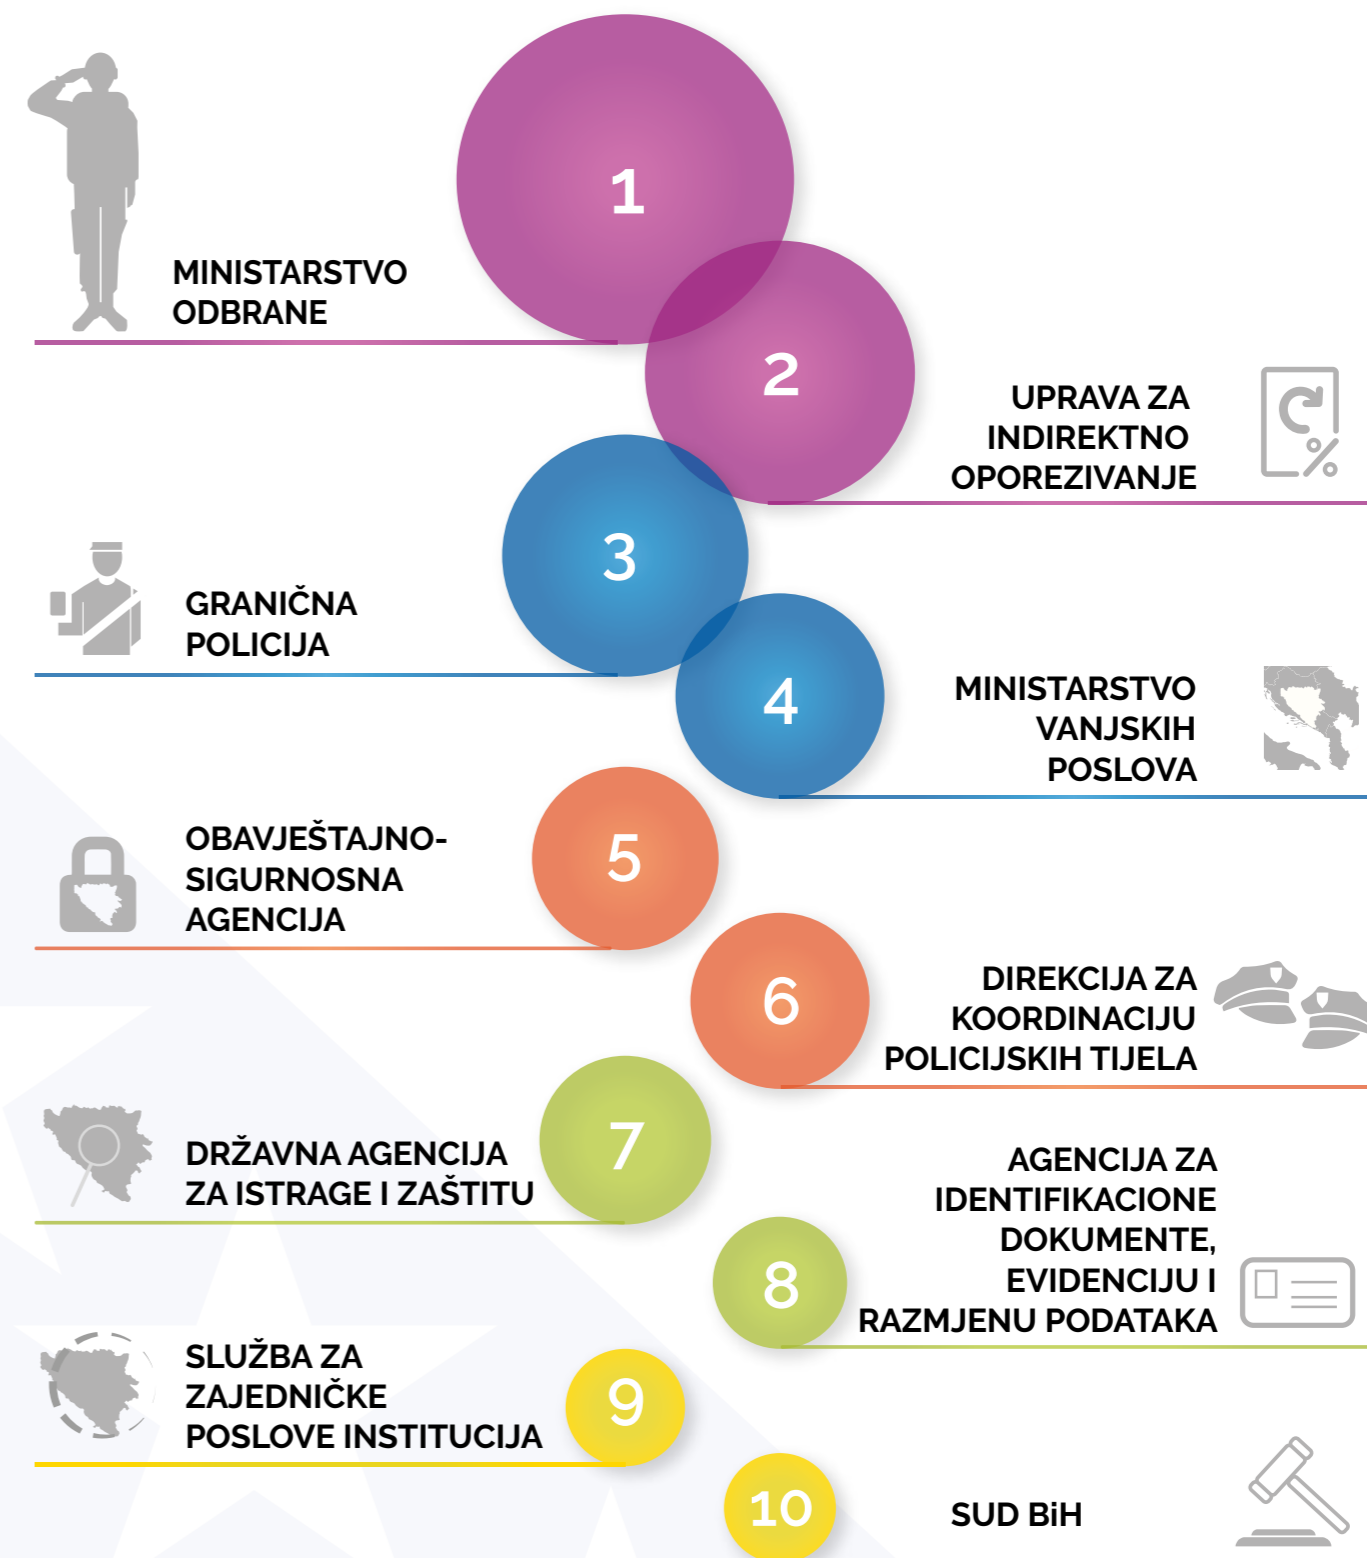 1
MINISTARSTVO
ODBRANE
2
UPRAVA ZA
INDIREKTNO
OPOREZIVANJE
3
GRANIČNA
POLICIJA
4
MINISTARSTVO
VANJSKIH
POSLOVA
5
OBAVJEŠTAJNO-
SIGURNOSNA
AGENCIJA
6
DIREKCIJA ZA
KOORDINACIJU
POLICIJSKIH TIJELA
7
DRŽAVNA AGENCIJA
ZA ISTRAGE I ZAŠTITU
8
AGENCIJA ZA
IDENTIFIKACIONE
DOKUMENTE,
EVIDENCIJU I
RAZMJENU PODATAKA
9
SLUŽBA ZA
ZAJEDNIČKE
POSLOVE INSTITUCIJA
10
SUD BiH
%